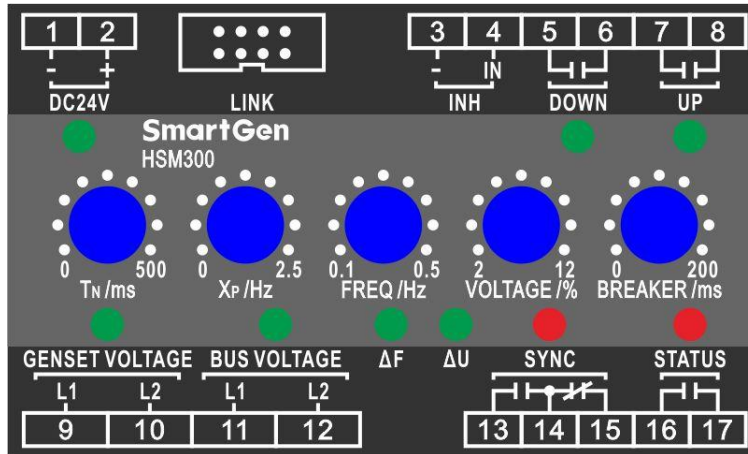 1 2 3 4 5 6 7 8
- + - IN
DC24V LINK INH DOWN UP
SmartGen
HSM300
0 500 0 2.5 0.1 0.5 2 12 0 200
TN /ms XP /Hz FREQ /Hz VOLTAGE /% BREAKER /ms
GENSET VOLTAGE BUS VOLTAGE ΔF ΔU SYNC STATUS
L1 L2 L1 L2
9 10 11 12 13 14 15 16 17